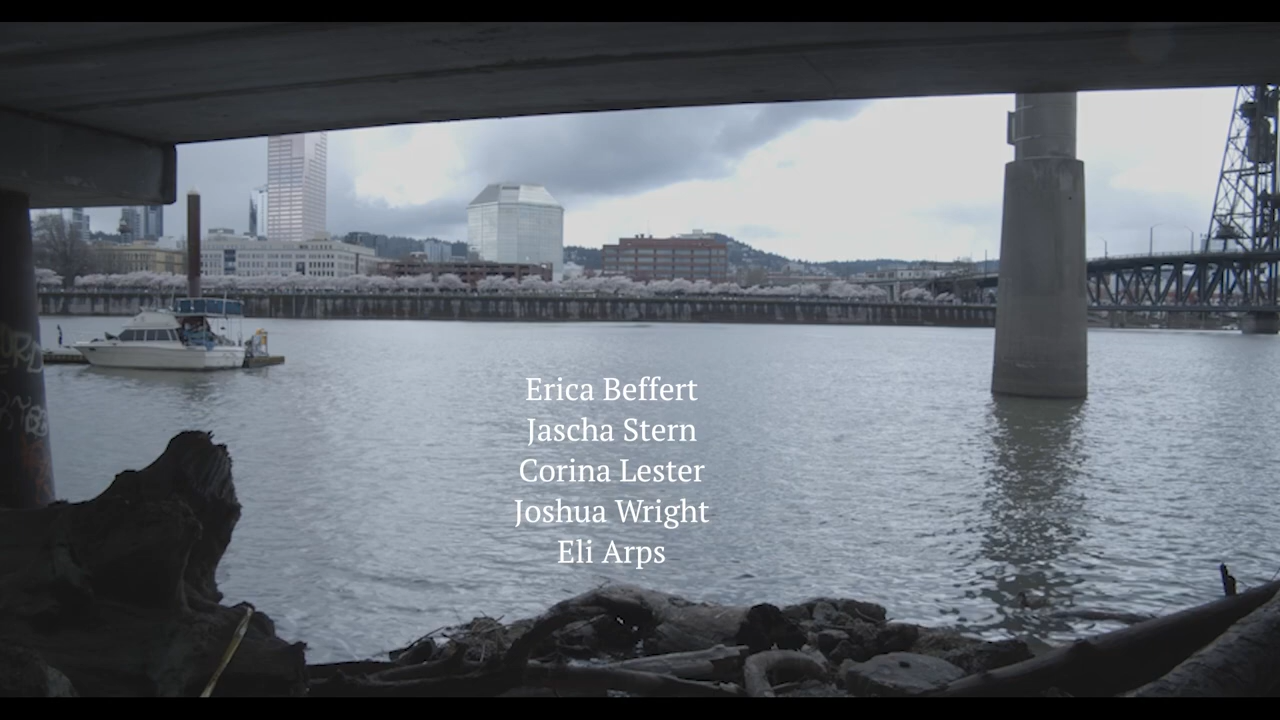 Erica Beffert
Jascha Stern
Corina Lester
Joshua Wright
Eli Arps